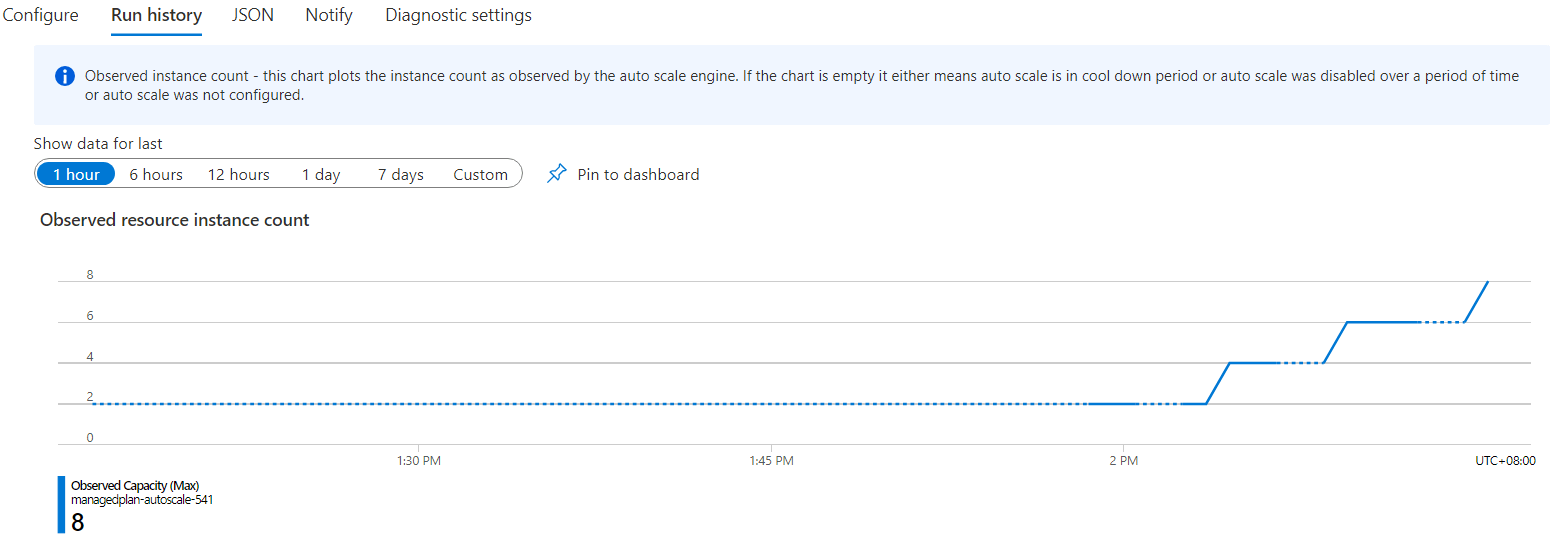 Configure Run history JSON Notify Diagnostic settings
Observed instance count - this chart plots the instance count as observed by the auto scale engine. If the chart is empty it either means auto scale is in cool down period or auto scale was disabled over a period of time
or auto scale was not configured.
Show data for last
1 hour 6 hours 12 hours 1 day 7 days Custom Pin to dashboard
Observed resource instance count
8
6
4
2
0
1:30 PM 1:45 PM 2 PM UTC+08:00
Observed Capacity (Max)
managedplan-autoscale-541
8